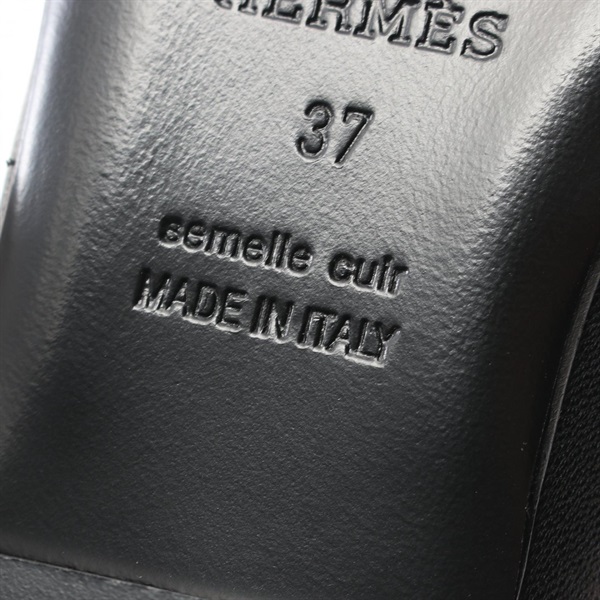 HERMES
37
semelle cuir
MADE IN ITALY